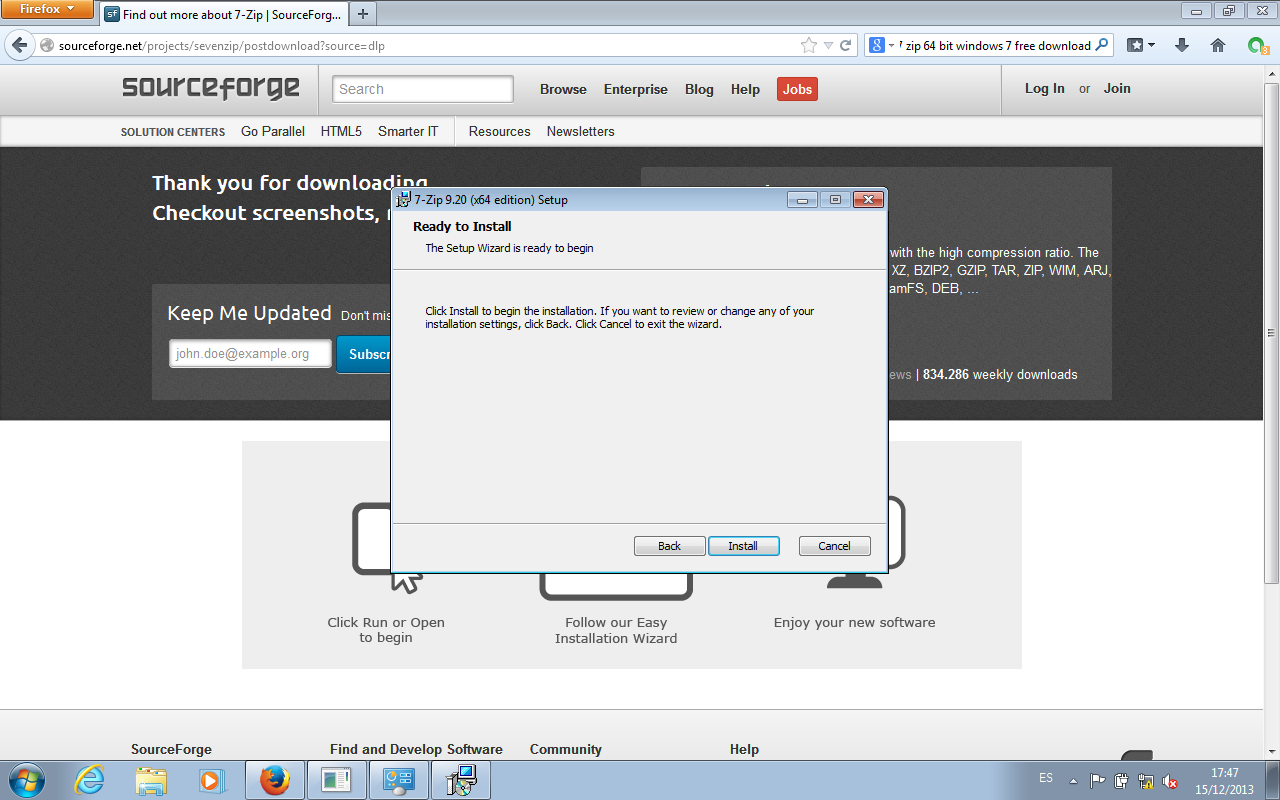 Firefox
Find out more about 7-Zip | SourceForg...
sourceforge.net/projects/sevenzip/postdownload?source=dlp
zip 64 bit windows 7 free download
sourceforge
Search
Browse
Enterprise
Blog
Help
Jobs
Log In or Join
SOLUTION CENTERS
Go Parallel
HTML5
Smarter IT
Resources
Newsletters
Thank you for downloading
Checkout screenshots,
with the high compression ratio. The
XZ, BZIP2, GZIP, TAR, ZIP, WIM, ARJ,
amFS, DEB, ...
ews | 834.286 weekly downloads
Keep Me Updated Don't mis
john.doe@example.org
Subscr
7-Zip 9.20 (x64 edition) Setup
Ready to Install
The Setup Wizard is ready to begin
Click Install to begin the installation. If you want to review or change any of your
installation settings, click Back. Click Cancel to exit the wizard.
Back
Install
Cancel
Click Run or Open
to begin
Follow our Easy
Installation Wizard
Enjoy your new software
SourceForge
Find and Develop Software
Community
Help
ES
17:47
15/12/2013